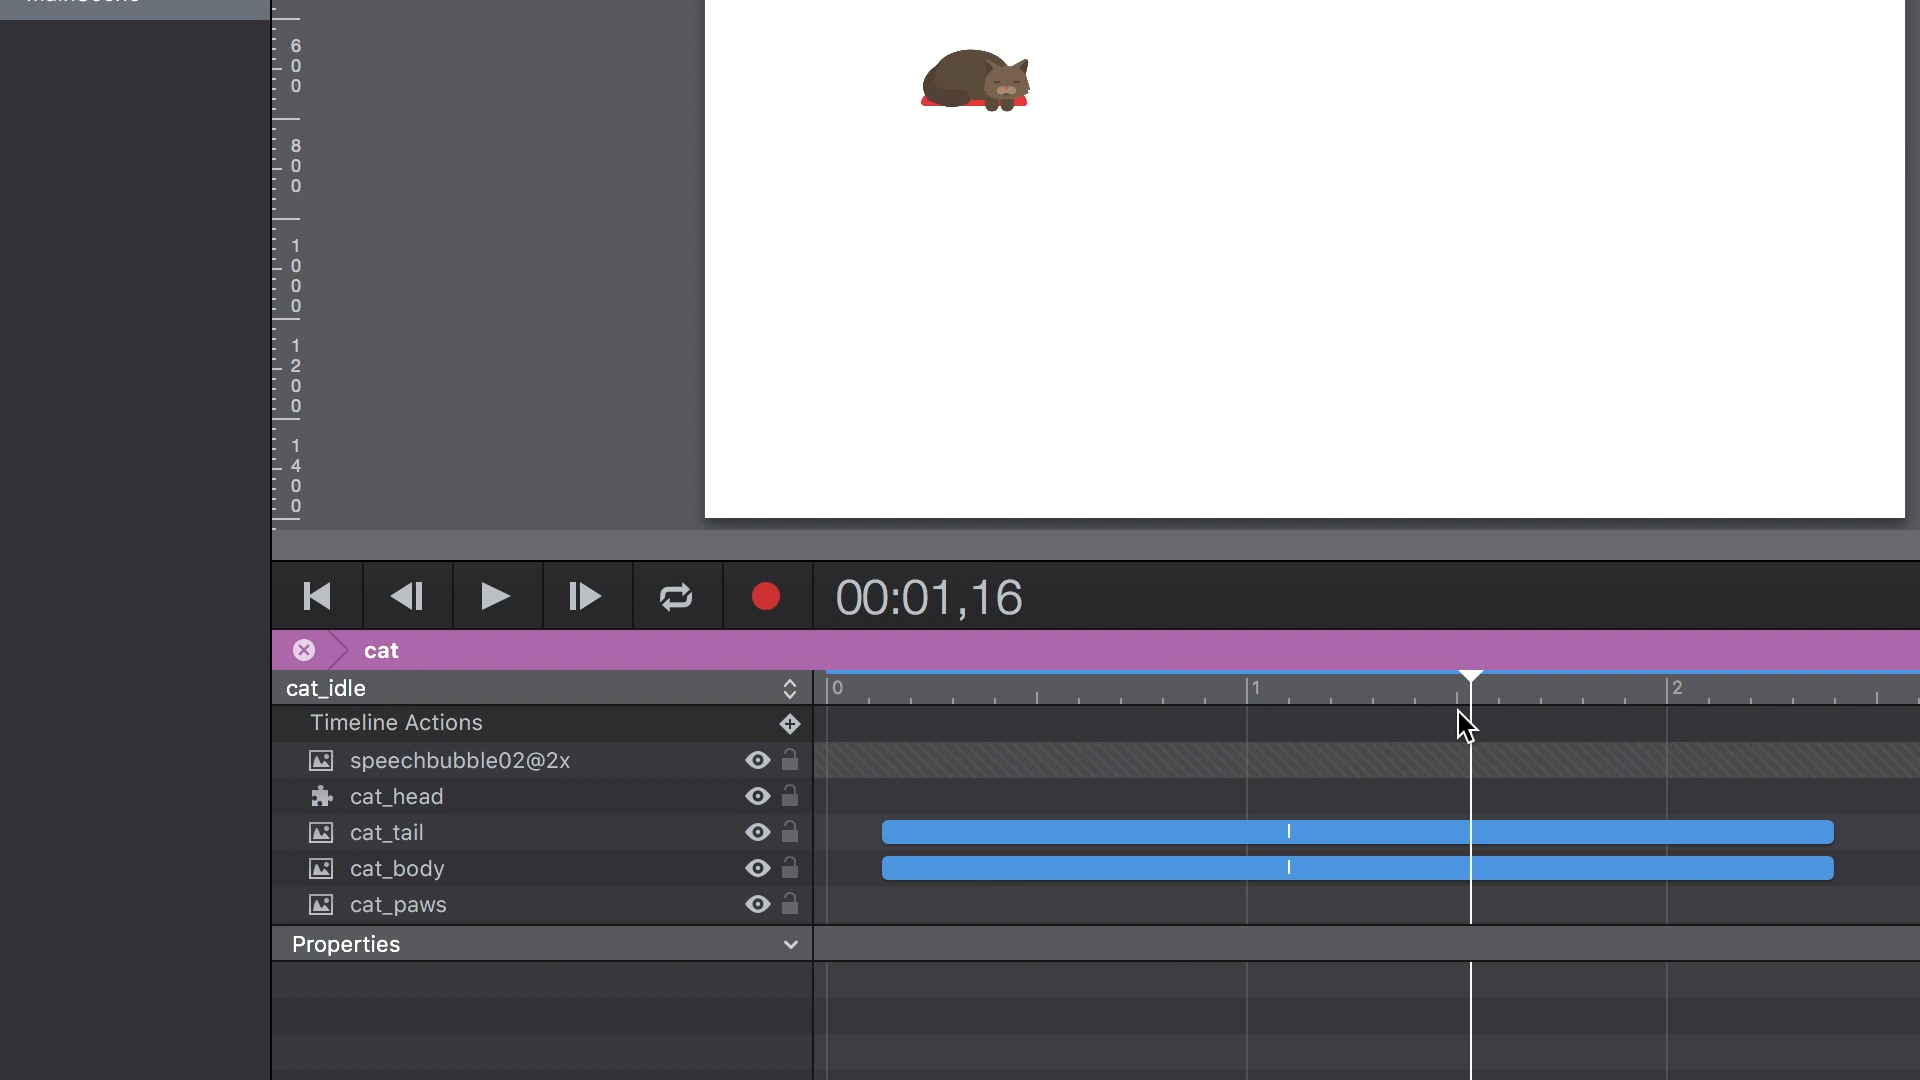 600
800
1000
1200
1400
00:01,16
cat
cat_idle
0
1
2
Timeline Actions
speechbubble02@2x
cat_head
cat_tail
cat_body
cat_paws
Properties